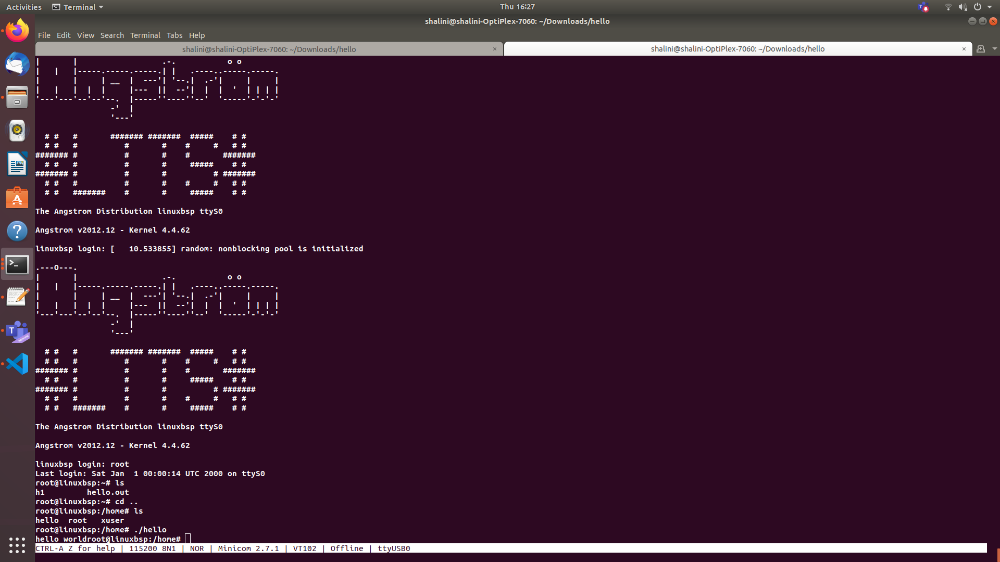 Activities Terminal Thu 16:27
shalini@shalini-OptiPlex-7060: ~/Downloads/hello
File Edit View Search Terminal Tabs Help
shalini@shalini-OptiPlex-7060: ~/Downloads/hello × shalini@shalini-OptiPlex-7060: ~/Downloads/hello ×
|       |                  .-.           o o
|   |   |-----.-----.-----.| |   .----..-----.-----.
|       |     | __  |  ---'| '--.|  .-'|     |     |
|   |   |  |  |     |---  ||  --'|  |  |  '  | | | |
'---'---'--'--'--.  |-----''----''--'  '-----'-'-'-'
                -'  |
                '---'
  # #   #       ####### #######  #####    # #
  # #   #          #       #    #     #   # #
####### #          #       #    #       #######
  # #   #          #       #     #####    # #
####### #          #       #          # #######
  # #   #          #       #    #     #   # #
  # #   #######    #       #     #####    # #
The Angstrom Distribution linuxbsp ttyS0
Angstrom v2012.12 - Kernel 4.4.62
linuxbsp login: [   10.533855] random: nonblocking pool is initialized
.---O---.
|       |                  .-.           o o
|   |   |-----.-----.-----.| |   .----..-----.-----.
|       |     | __  |  ---'| '--.|  .-'|     |     |
|   |   |  |  |     |---  ||  --'|  |  |  '  | | | |
'---'---'--'--'--.  |-----''----''--'  '-----'-'-'-'
                -'  |
                '---'
  # #   #       ####### #######  #####    # #
  # #   #          #       #    #     #   # #
####### #          #       #    #       #######
  # #   #          #       #     #####    # #
####### #          #       #          # #######
  # #   #          #       #    #     #   # #
  # #   #######    #       #     #####    # #
The Angstrom Distribution linuxbsp ttyS0
Angstrom v2012.12 - Kernel 4.4.62
linuxbsp login: root
Last login: Sat Jan  1 00:00:14 UTC 2000 on ttyS0
root@linuxbsp:~# ls
h1         hello.out
root@linuxbsp:~# cd ..
root@linuxbsp:/home# ls
hello  root   xuser
root@linuxbsp:/home# ./hello
hello worldroot@linuxbsp:/home#
CTRL-A Z for help | 115200 8N1 | NOR | Minicom 2.7.1 | VT102 | Offline | ttyUSB0